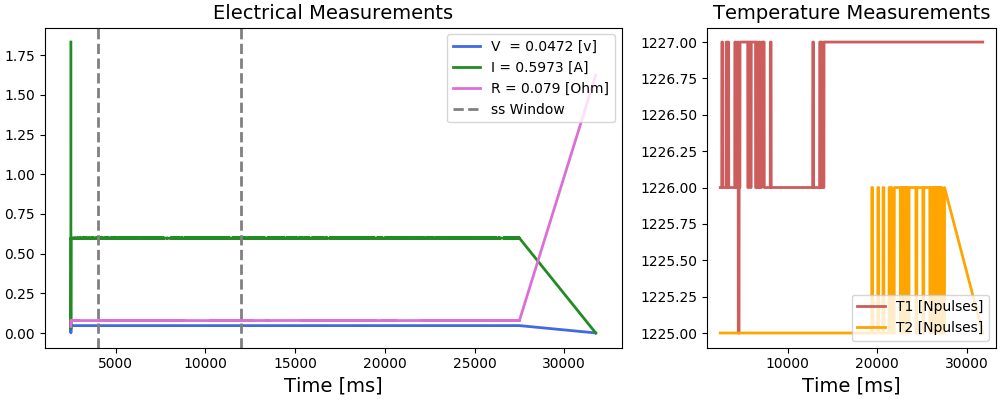 Electrical Measurements
V  = 0.0472 [v]
I = 0.5973 [A]
R = 0.079 [Ohm]
ss Window
1.75
1.50
1.25
1.00
0.75
0.50
0.25
0.00
5000 10000 15000 20000 25000 30000
Time [ms]
Temperature Measurements
1227.00
1226.75
1226.50
1226.25
1226.00
1225.75
1225.50
1225.25
1225.00
T1 [Npulses]
T2 [Npulses]
10000 20000 30000
Time [ms]